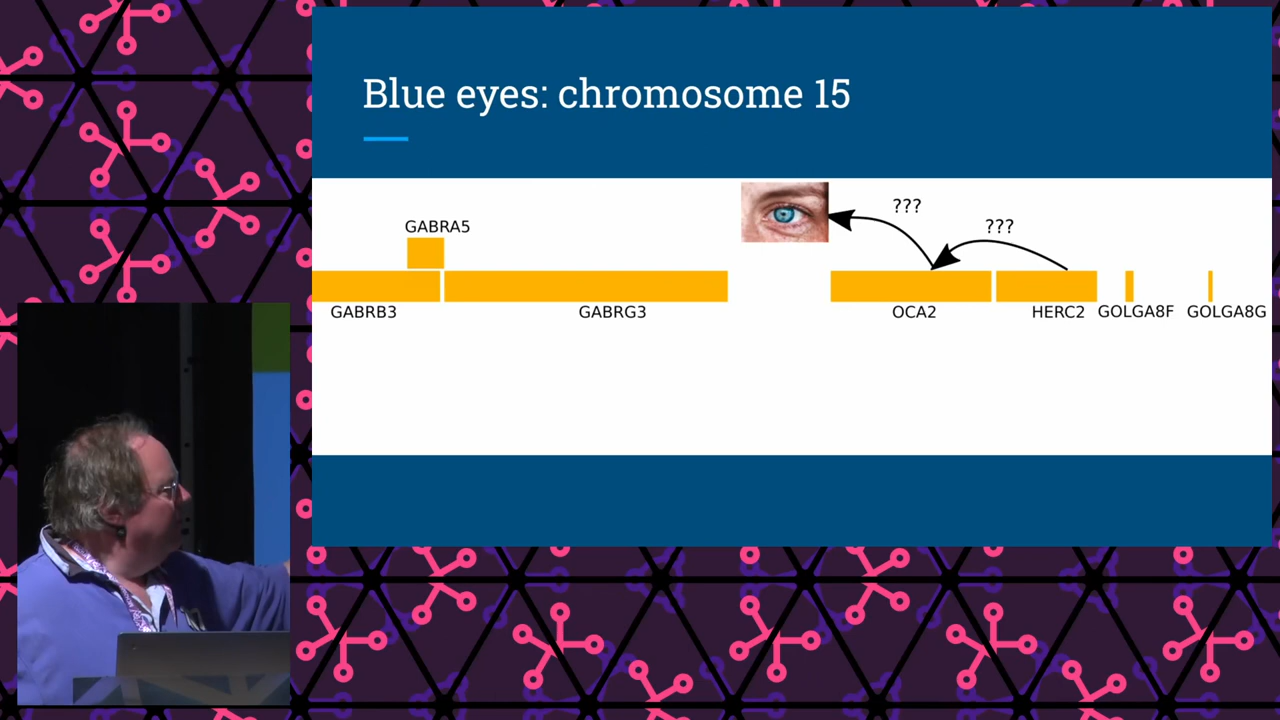 Blue eyes: chromosome 15
???
???
GABRA5
GABRB3
GABRG3
OCA2
HERC2
GOLGA8F
GOLGA8G